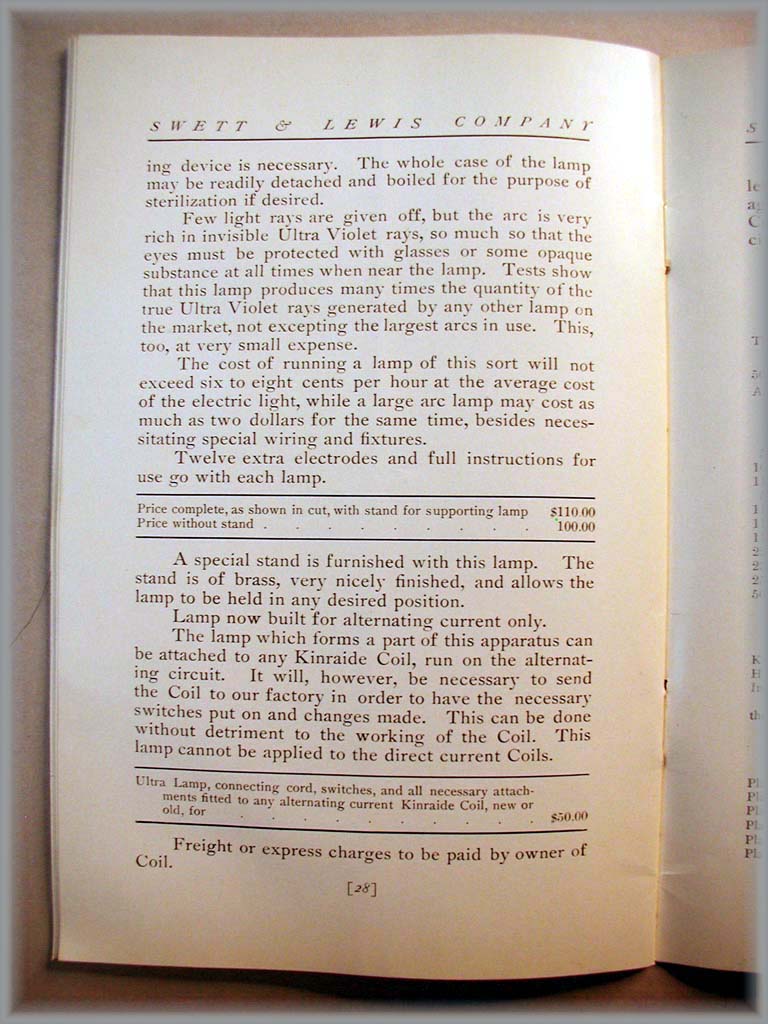 SWETT & LEWIS COMPANY
ing device is necessary. The whole case of the lamp
may be readily detached and boiled for the purpose of
sterilization if desired.
Few light rays are given off, but the arc is very
rich in invisible Ultra Violet rays, so much so that the
eyes must be protected with glasses or some opaque
substance at all times when near the lamp. Tests show
that this lamp produces many times the quantity of the
true Ultra Violet rays generated by any other lamp on
the market, not excepting the largest arcs in use. This,
too, at very small expense.
The cost of running a lamp of this sort will not
exceed six to eight cents per hour at the average cost
of the electric light, while a large arc lamp may cost as
much as two dollars for the same time, besides neces-
sitating special wiring and fixtures.
Twelve extra electrodes and full instructions for
use go with each lamp.
Price complete, as shown in cut, with stand for supporting lamp $110.00
Price without stand . . . . . . . . 100.00
A special stand is furnished with this lamp. The
stand is of brass, very nicely finished, and allows the
lamp to be held in any desired position.
Lamp now built for alternating current only.
The lamp which forms a part of this apparatus can
be attached to any Kinraide Coil, run on the alternat-
ing circuit. It will, however, be necessary to send
the Coil to our factory in order to have the necessary
switches put on and changes made. This can be done
without detriment to the working of the Coil. This
lamp cannot be applied to the direct current Coils.
Ultra Lamp, connecting cord, switches, and all necessary attach-
ments fitted to any alternating current Kinraide Coil, new or
old, for . . . . . . . . . $50.00
Freight or express charges to be paid by owner of
Coil.
[28]